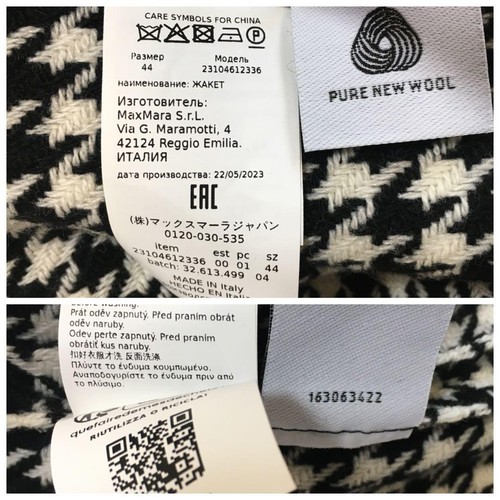 CARE SYMBOLS FOR CHINA
Размер Модель
44 23104612336
наименование: ЖАКЕТ
Изготовитель:
MaxMara S.r.L.
Via G. Maramotti, 4
42124 Reggio Emilia.
ИТАЛИЯ
дата производства: 22/05/2023
EAC
(株)マックスマーラジャパン
0120-030-535
item est pc sz
23104612336 00 01 44
batch: 32.613.499 04
MADE IN Italy
HECHO EN Italia
PURE NEW WOOL
before washing.
Prát oděv zapnutý. Před praním obrát
oděv naruby.
Odev perte zapnutý. Pred praním
obrátiť kus naruby.
扣好衣服才洗 反面洗涤
Πλύντε το ένδυμα κουμπωμένο.
Αναποδογυρίστε το ένδυμα πριν από
το πλύσιμο.
quefairedemesdechets
RIUTILIZZA O RICICLA!
163063422